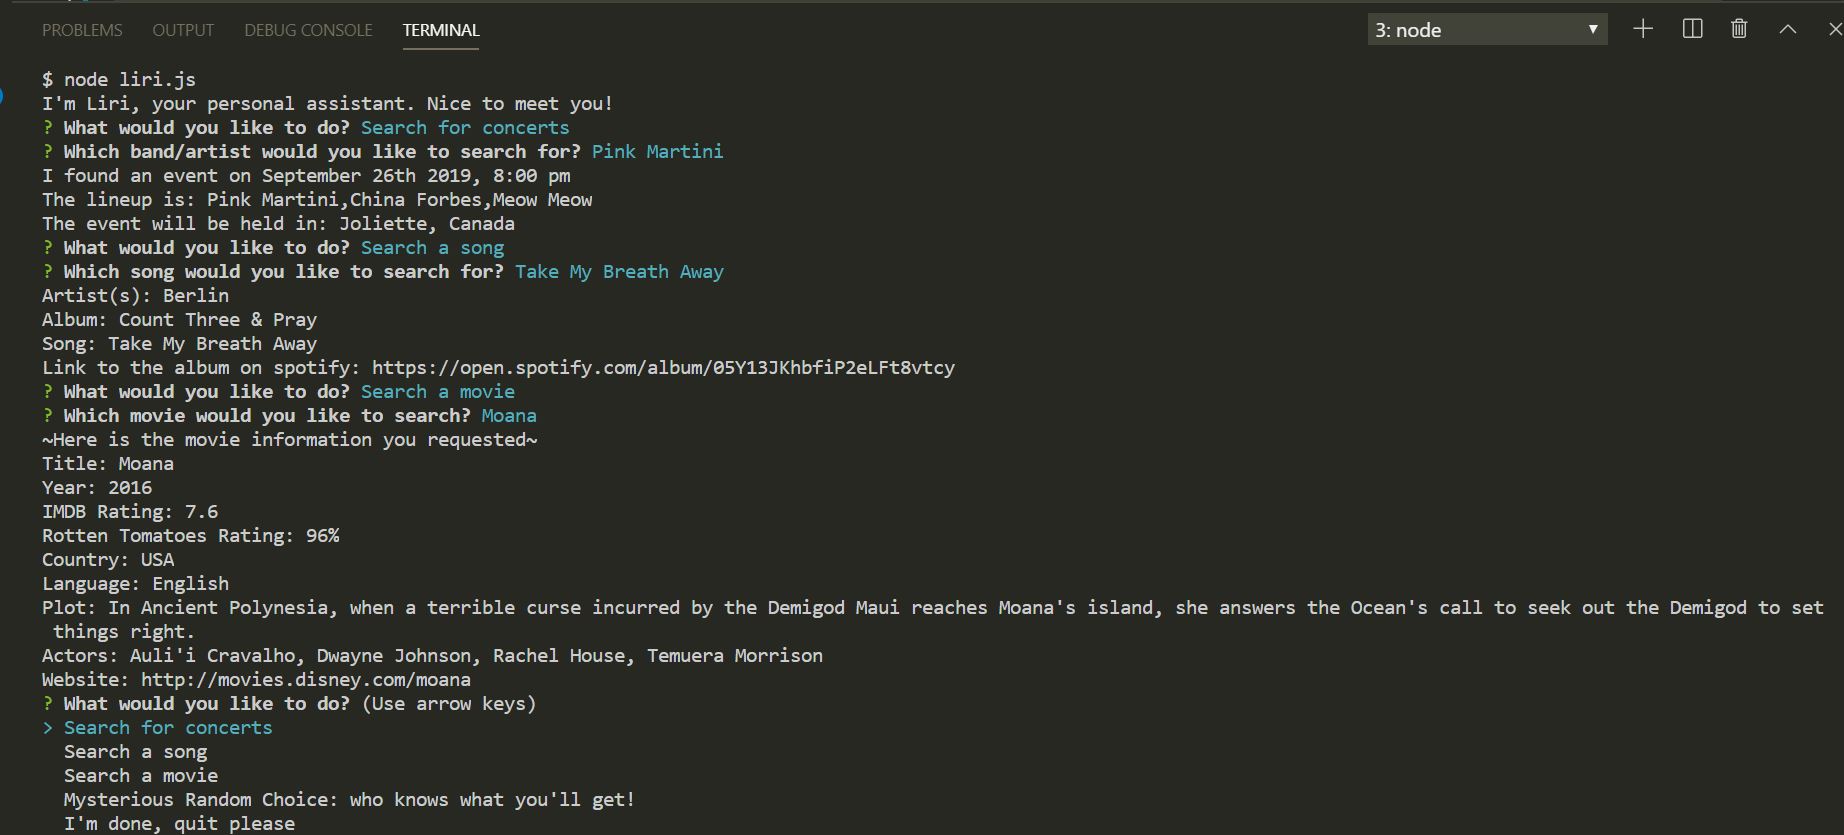 PROBLEMS OUTPUT DEBUG CONSOLE TERMINAL 3: node
$ node liri.js
I'm Liri, your personal assistant. Nice to meet you!
? What would you like to do? Search for concerts
? Which band/artist would you like to search for? Pink Martini
I found an event on September 26th 2019, 8:00 pm
The lineup is: Pink Martini,China Forbes,Meow Meow
The event will be held in: Joliette, Canada
? What would you like to do? Search a song
? Which song would you like to search for? Take My Breath Away
Artist(s): Berlin
Album: Count Three & Pray
Song: Take My Breath Away
Link to the album on spotify: https://open.spotify.com/album/05Y13JKhbfiP2eLFt8vtcy
? What would you like to do? Search a movie
? Which movie would you like to search? Moana
~Here is the movie information you requested~
Title: Moana
Year: 2016
IMDB Rating: 7.6
Rotten Tomatoes Rating: 96%
Country: USA
Language: English
Plot: In Ancient Polynesia, when a terrible curse incurred by the Demigod Maui reaches Moana's island, she answers the Ocean's call to seek out the Demigod to set
things right.
Actors: Auli'i Cravalho, Dwayne Johnson, Rachel House, Temuera Morrison
Website: http://movies.disney.com/moana
? What would you like to do? (Use arrow keys)
> Search for concerts
Search a song
Search a movie
Mysterious Random Choice: who knows what you'll get!
I'm done, quit please